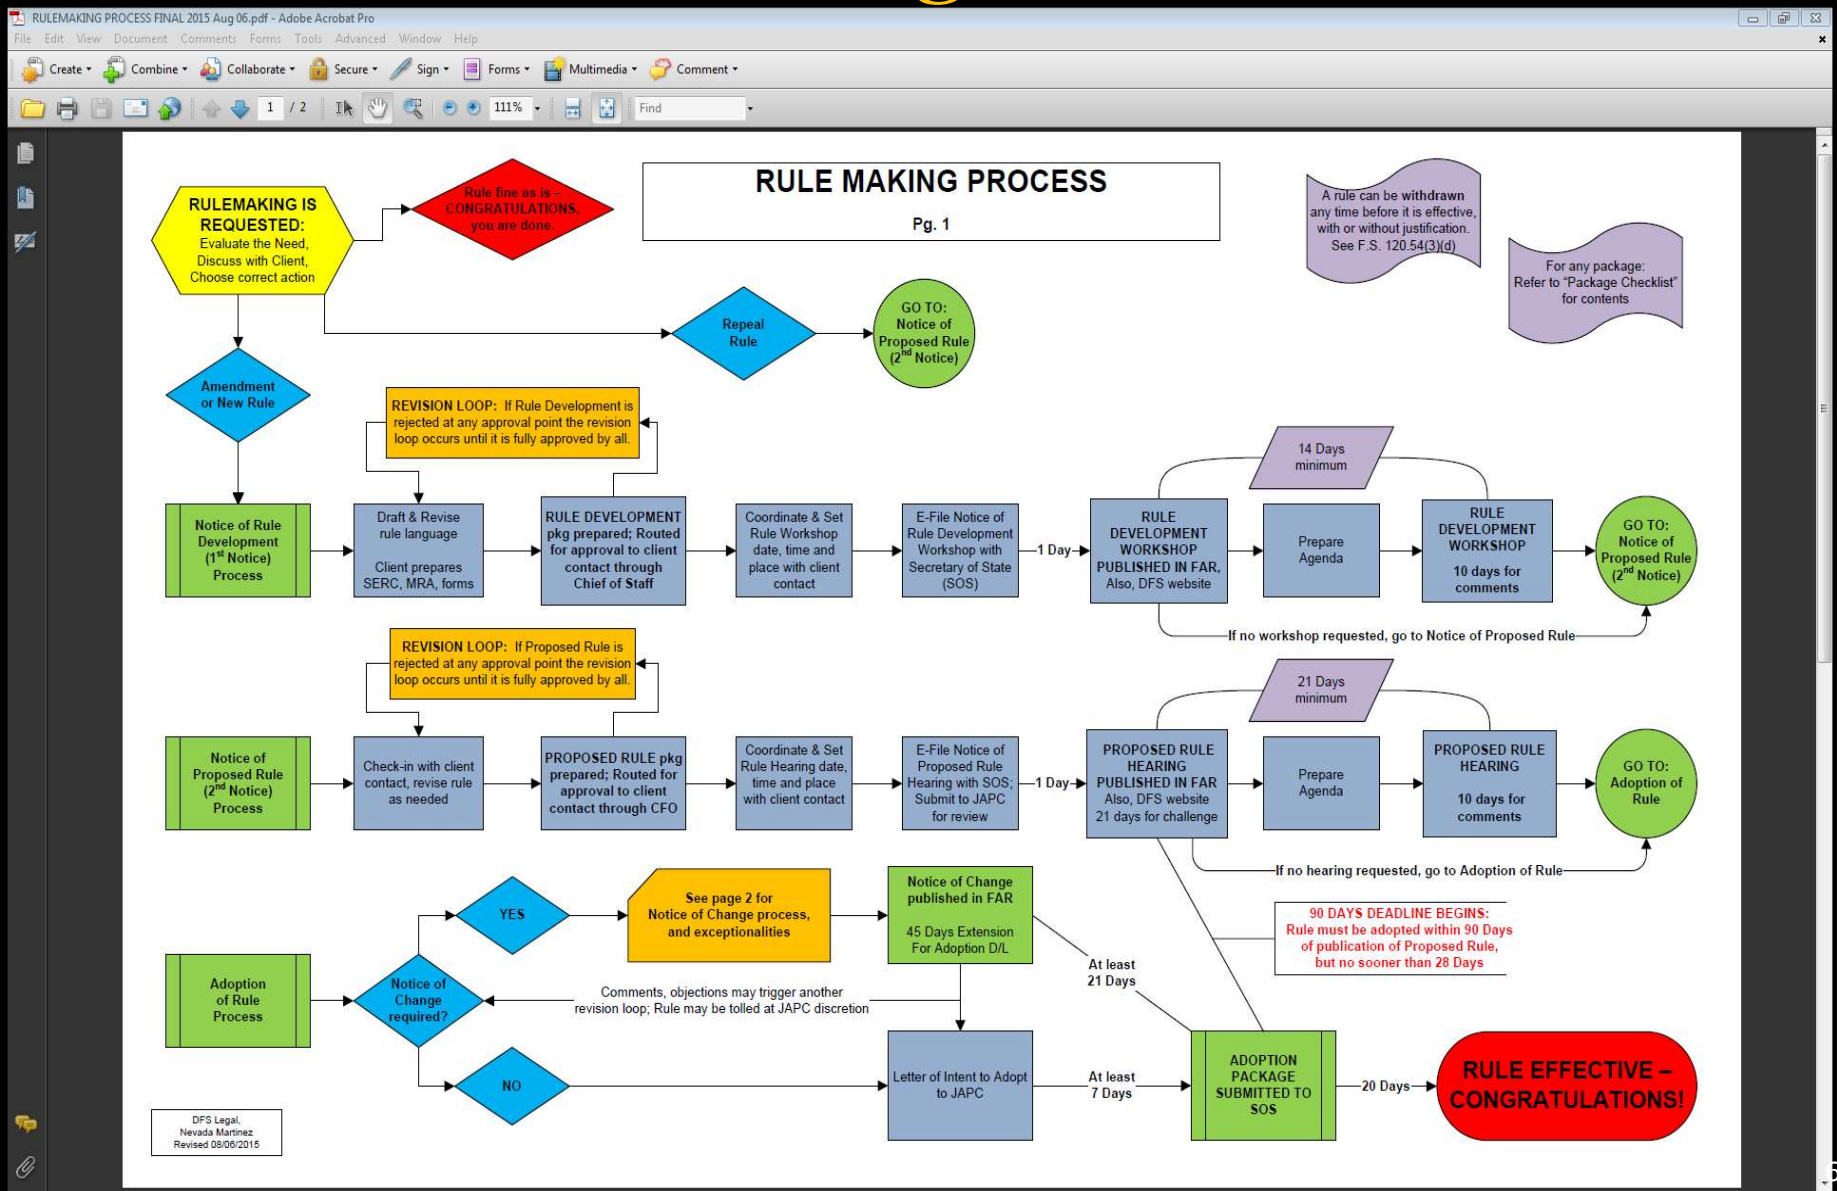 RULEMAKING PROCESS FINAL 2015 Aug 06.pdf - Adobe Acrobat Pro
File Edit View Document Comments Forms Tools Advanced Window Help
Create Combine Collaborate Secure Sign Forms Multimedia Comment
1 / 2 111% Find
RULE MAKING PROCESS
Pg. 1
RULEMAKING IS
REQUESTED:
Evaluate the Need,
Discuss with Client,
Choose correct action
Rule fine as is –
CONGRATULATIONS,
you are done.
A rule can be withdrawn
any time before it is effective,
with or without justification.
See F.S. 120.54(3)(d)
For any package:
Refer to “Package Checklist”
for contents
Repeal
Rule
GO TO:
Notice of
Proposed Rule
(2nd Notice)
Amendment
or New Rule
REVISION LOOP: If Rule Development is
rejected at any approval point the revision
loop occurs until it is fully approved by all.
14 Days
minimum
Notice of Rule
Development
(1st Notice)
Process
Draft & Revise
rule language
Client prepares
SERC, MRA, forms
RULE DEVELOPMENT
pkg prepared; Routed
for approval to client
contact through
Chief of Staff
Coordinate & Set
Rule Workshop
date, time and
place with client
contact
E-File Notice of
Rule Development
Workshop with
Secretary of State
(SOS)
1 Day
RULE
DEVELOPMENT
WORKSHOP
PUBLISHED IN FAR,
Also, DFS website
Prepare
Agenda
RULE
DEVELOPMENT
WORKSHOP
10 days for
comments
GO TO:
Notice of
Proposed Rule
(2nd Notice)
If no workshop requested, go to Notice of Proposed Rule
REVISION LOOP: If Proposed Rule is
rejected at any approval point the revision
loop occurs until it is fully approved by all.
21 Days
minimum
Notice of
Proposed Rule
(2nd Notice)
Process
Check-in with client
contact, revise rule
as needed
PROPOSED RULE pkg
prepared; Routed for
approval to client
contact through CFO
Coordinate & Set
Rule Hearing date,
time and place
with client contact
E-File Notice of
Proposed Rule
Hearing with SOS;
Submit to JAPC
for review
1 Day
PROPOSED RULE
HEARING
PUBLISHED IN FAR
Also, DFS website
21 days for challenge
Prepare
Agenda
PROPOSED RULE
HEARING
10 days for
comments
GO TO:
Adoption of
Rule
If no hearing requested, go to Adoption of Rule
YES
See page 2 for
Notice of Change process,
and exceptionalities
Notice of Change
published in FAR
45 Days Extension
For Adoption D/L
90 DAYS DEADLINE BEGINS:
Rule must be adopted within 90 Days
of publication of Proposed Rule,
but no sooner than 28 Days
At least
21 Days
Adoption
of Rule
Process
Notice of
Change
required?
Comments, objections may trigger another
revision loop; Rule may be tolled at JAPC discretion
NO
Letter of Intent to Adopt
to JAPC
At least
7 Days
ADOPTION
PACKAGE
SUBMITTED TO
SOS
20 Days
RULE EFFECTIVE –
CONGRATULATIONS!
DFS Legal,
Nevada Martinez
Revised 08/06/2015